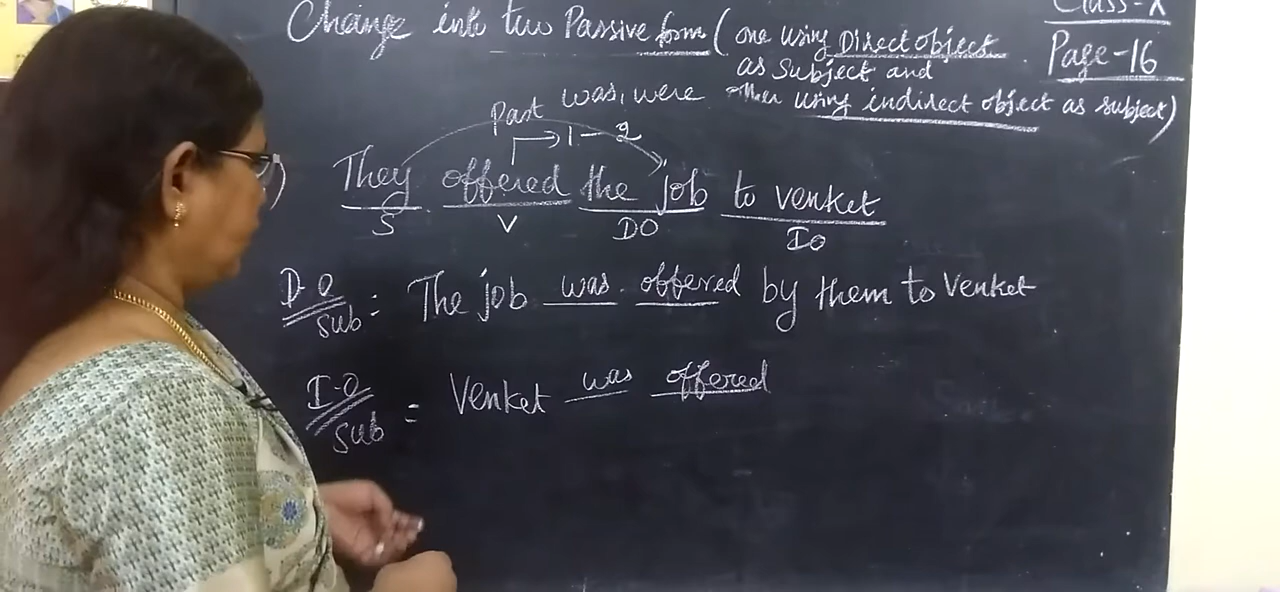 Class-X
Change into two Passive form (one using Direct object
Page-16
as subject and
other using indirect object as subject)
Past was, were
1 - 2
) They offered the job to venket
S V DO Io
D-O
sub = The job was offered by them to Venket
I-O
sub = Venket was offered